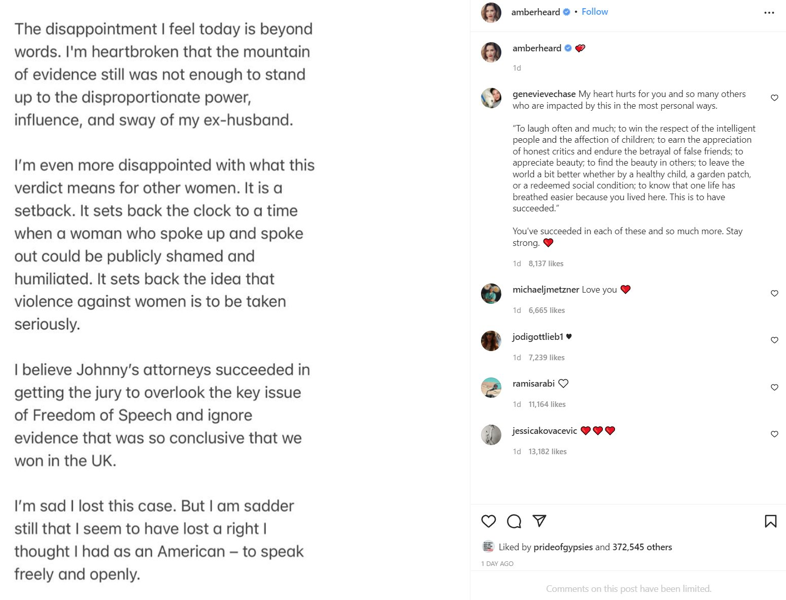 The disappointment I feel today is beyond
words. I'm heartbroken that the mountain
of evidence still was not enough to stand
up to the disproportionate power,
influence, and sway of my ex-husband.
I'm even more disappointed with what this
verdict means for other women. It is a
setback. It sets back the clock to a time
when a woman who spoke up and spoke
out could be publicly shamed and
humiliated. It sets back the idea that
violence against women is to be taken
seriously.
I believe Johnny's attorneys succeeded in
getting the jury to overlook the key issue
of Freedom of Speech and ignore
evidence that was so conclusive that we
won in the UK.
I'm sad I lost this case. But I am sadder
still that I seem to have lost a right I
thought I had as an American – to speak
freely and openly.
amberheard • Follow
amberheard 💕
1d
genevievechase My heart hurts for you and so many others
who are impacted by this in the most personal ways.
"To laugh often and much; to win the respect of the intelligent
people and the affection of children; to earn the appreciation
of honest critics and endure the betrayal of false friends; to
appreciate beauty; to find the beauty in others; to leave the
world a bit better whether by a healthy child, a garden patch,
or a redeemed social condition; to know that one life has
breathed easier because you lived here. This is to have
succeeded."
You've succeeded in each of these and so much more. Stay
strong. ❤️
1d 8,137 likes
michaeljmetzner Love you ❤️
1d 6,665 likes
jodigottlieb1 ♥
1d 7,239 likes
ramisarabi ♡
1d 11,164 likes
jessicakovacevic ❤️❤️❤️
1d 13,182 likes
Liked by prideofgypsies and 372,545 others
1 DAY AGO
Comments on this post have been limited.